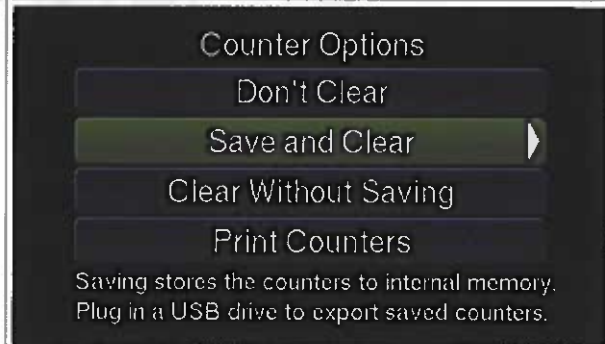 Counter Options
Don't Clear
Save and Clear
Clear Without Saving
Print Counters
Saving stores the counters to internal memory.
Plug in a USB drive to export saved counters.